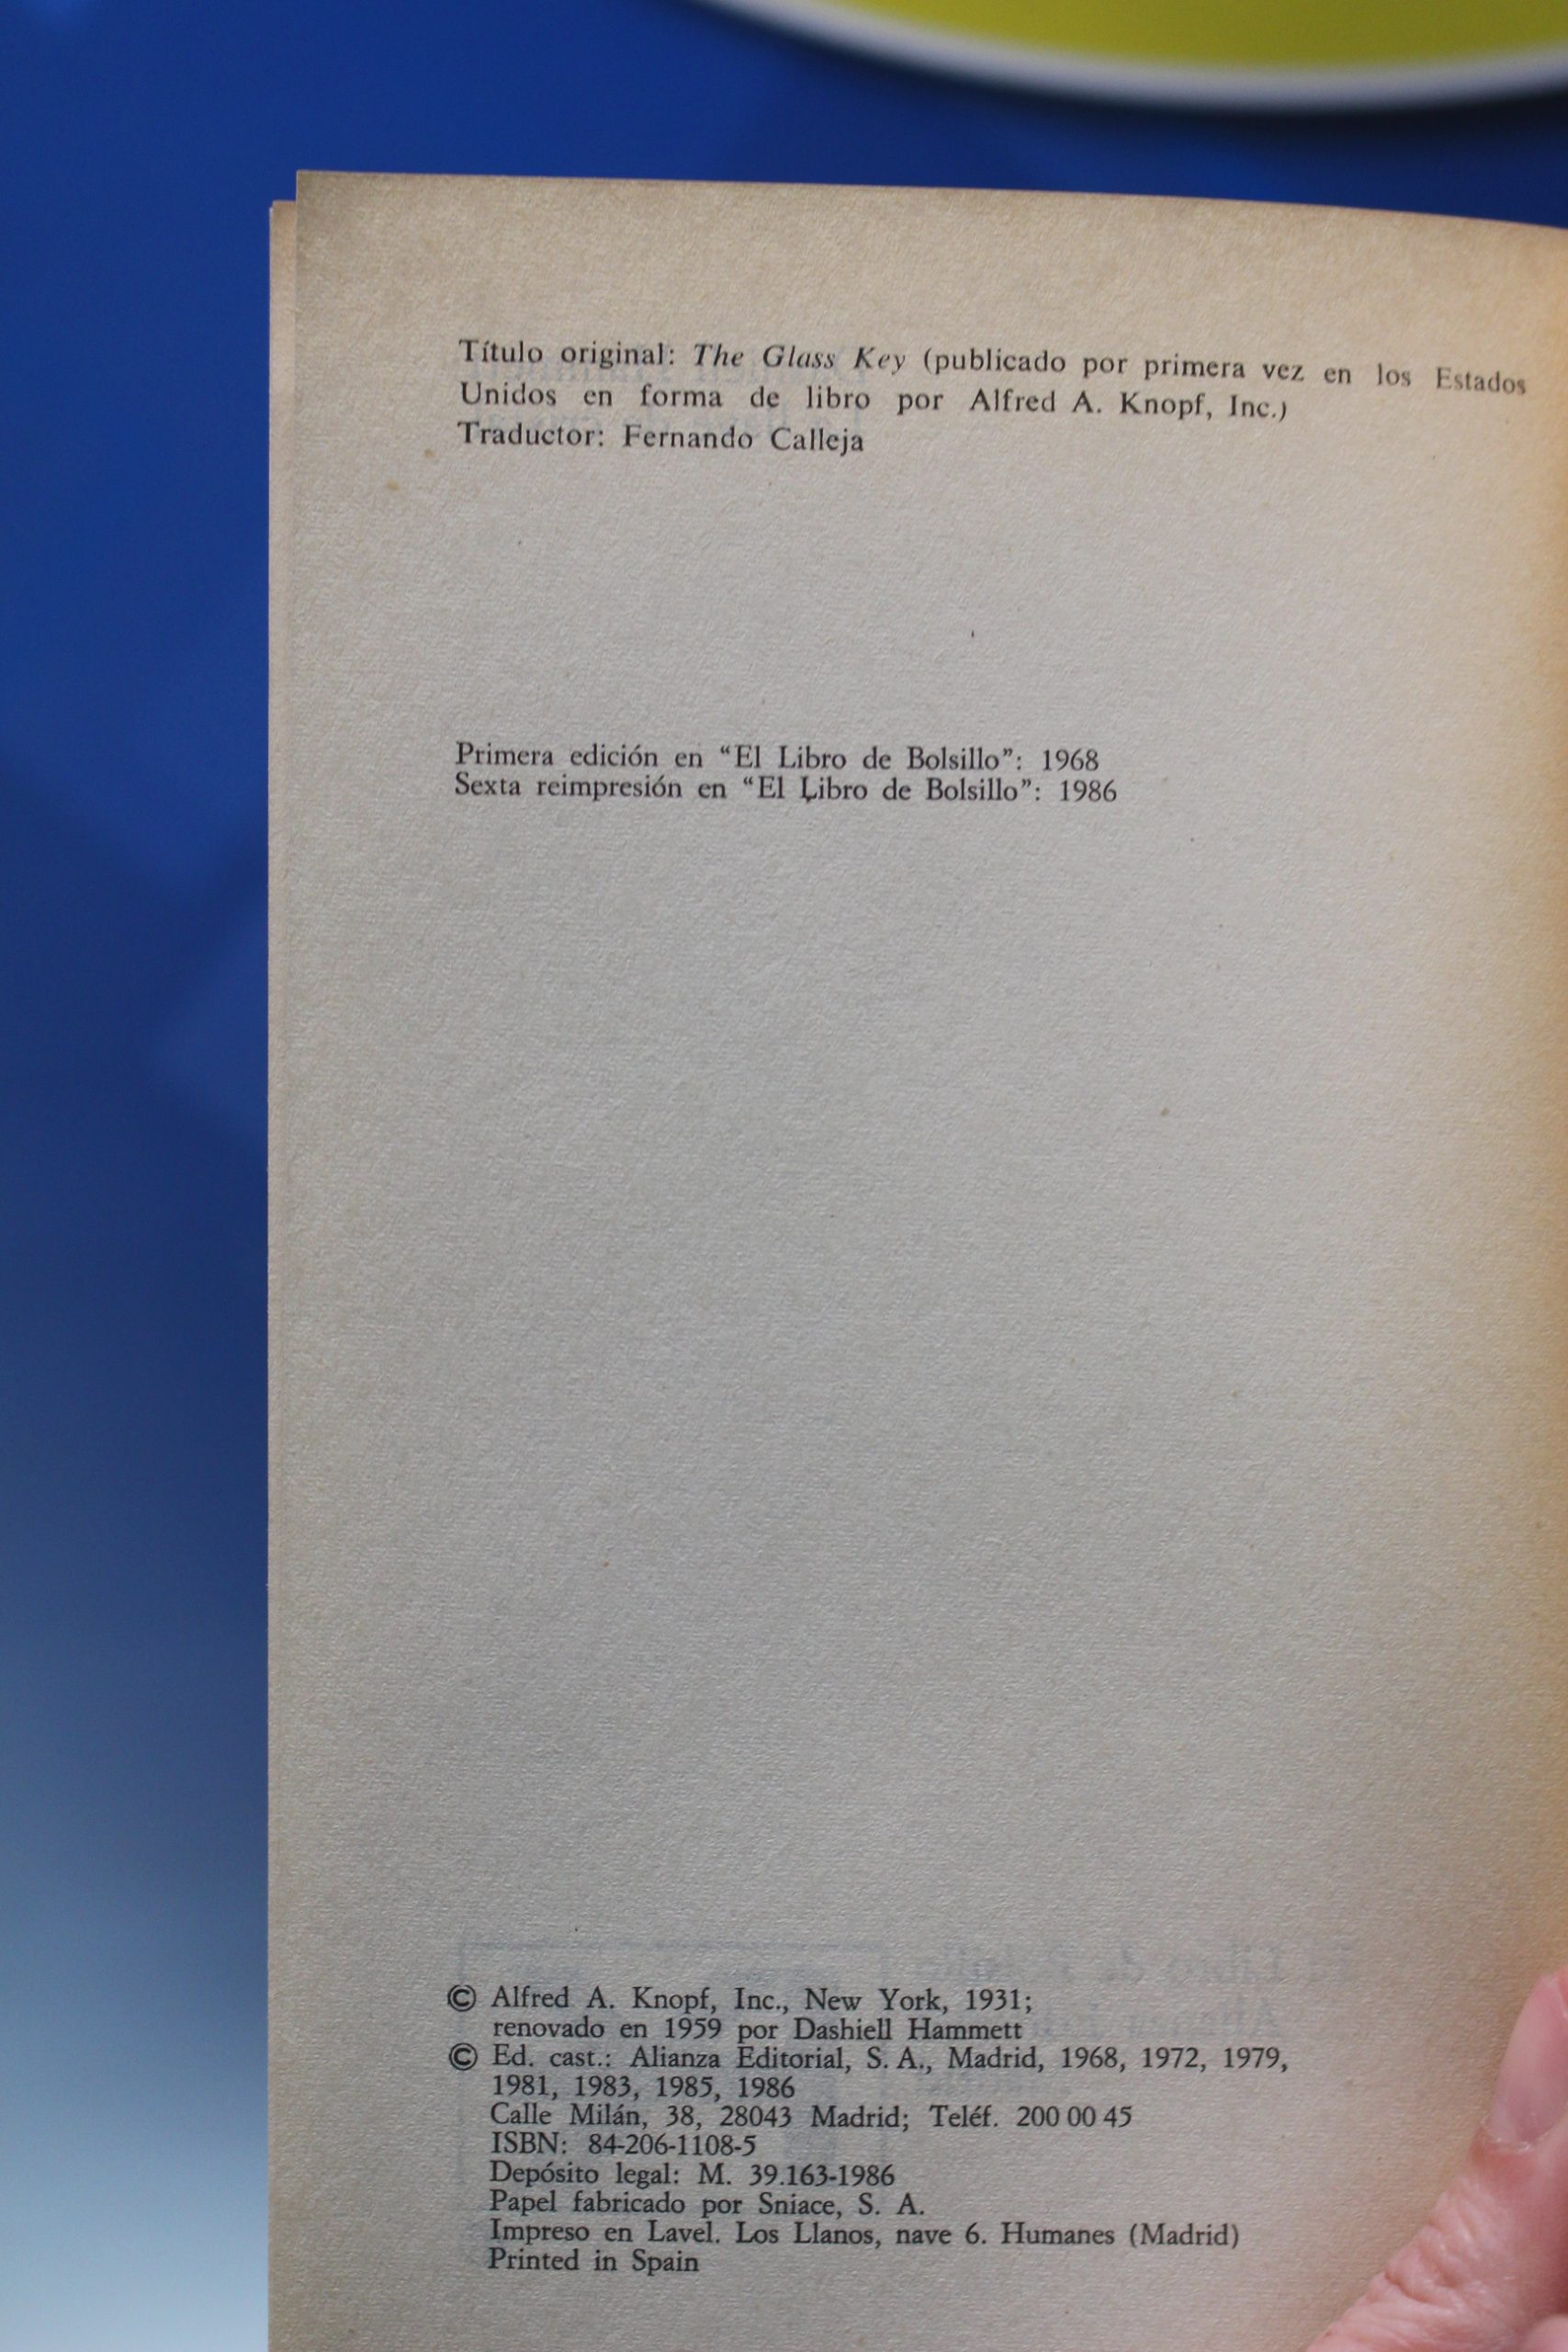 Título original: The Glass Key (publicado por primera vez en los Estados
Unidos en forma de libro por Alfred A. Knopf, Inc.)
Traductor: Fernando Calleja
Primera edición en “El Libro de Bolsillo”: 1968
Sexta reimpresión en “El Libro de Bolsillo”: 1986
© Alfred A. Knopf, Inc., New York, 1931;
renovado en 1959 por Dashiell Hammett
© Ed. cast.: Alianza Editorial, S. A., Madrid, 1968, 1972, 1979,
1981, 1983, 1985, 1986
Calle Milán, 38, 28043 Madrid; Teléf. 200 00 45
ISBN: 84-206-1108-5
Depósito legal: M. 39.163-1986
Papel fabricado por Sniace, S. A.
Impreso en Lavel. Los Llanos, nave 6. Humanes (Madrid)
Printed in Spain